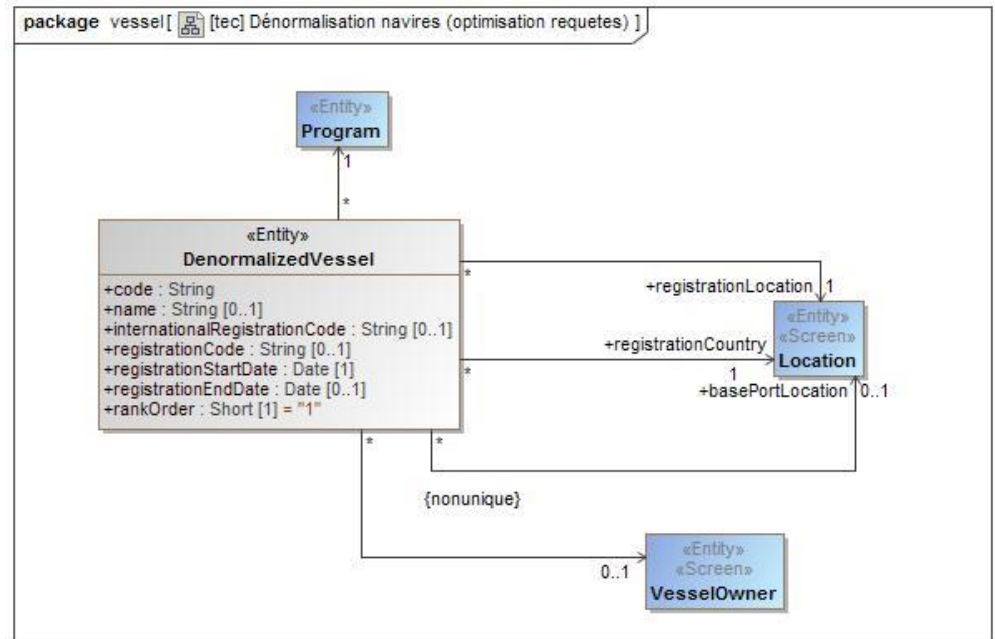 package vessel[ [tec] Dénormalisation navires (optimisation requetes) ]
«Entity»
Program
1
*
«Entity»
DenormalizedVessel
+code : String
+name : String [0..1]
+internationalRegistrationCode : String [0..1]
+registrationCode : String [0..1]
+registrationStartDate : Date [1]
+registrationEndDate : Date [0..1]
+rankOrder : Short [1] = "1"
*
+registrationLocation 1
«Entity»
«Screen»
Location
+registrationCountry
*
1
+basePortLocation 0..1
*
*
{nonunique}
0..1
«Entity»
«Screen»
VesselOwner